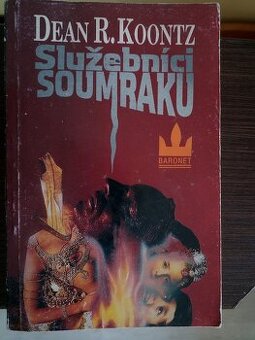 DEAN R. KOONTZ
Služebníci
SOUMRAKU
BARONET